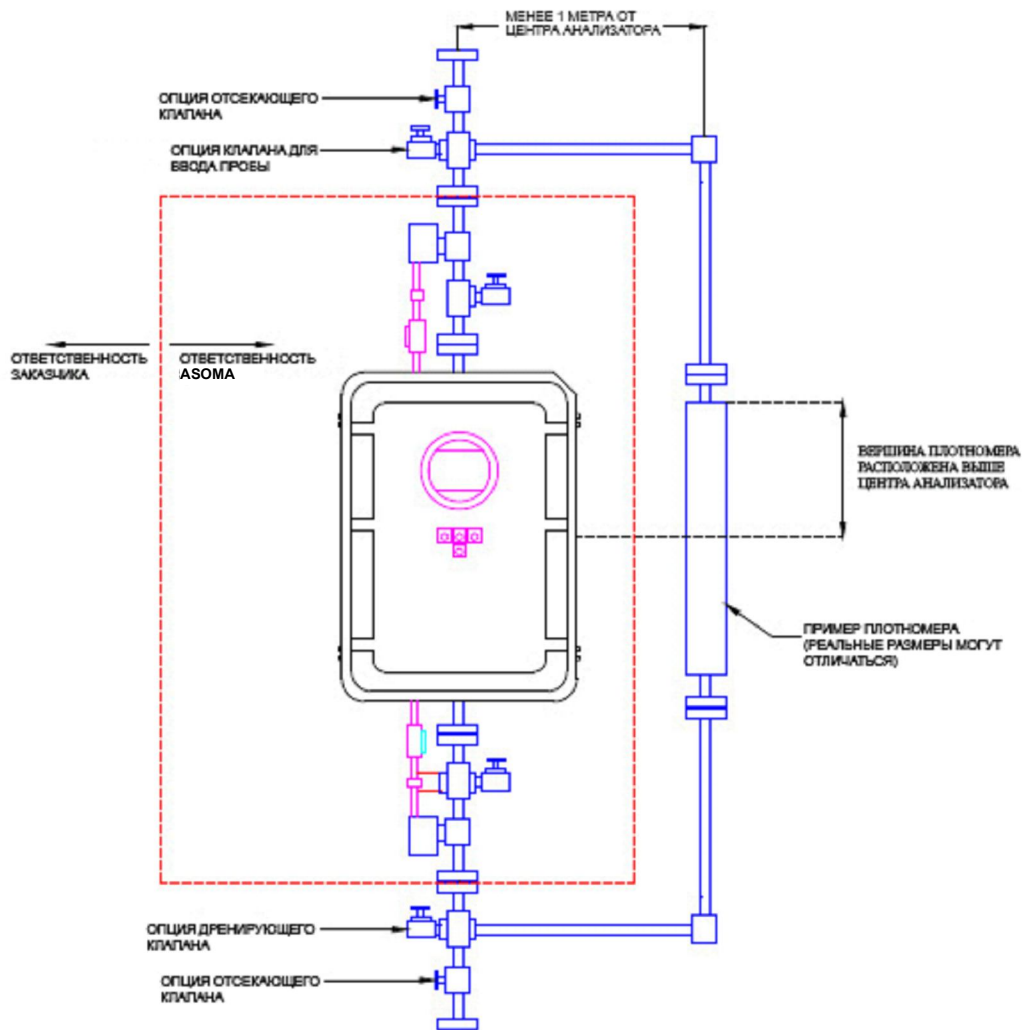 МЕНЕЕ 1 МЕТРА ОТ
ЦЕНТРА АНАЛИЗАТОРА
ОПЦИЯ ОТСЕКАЮЩЕГО
КЛАПАНА
ОПЦИЯ КЛАПАНА ДЛЯ
ВВОДА ПРОБЫ
ОТВЕТСТВЕННОСТЬ
ЗАКАЗЧИКА
ОТВЕТСТВЕННОСТЬ
ASOMA
ВЕРШИНА ПЛОТНОМЕРА
РАСПОЛОЖЕНА ВЫШЕ
ЦЕНТРА АНАЛИЗАТОРА
ПРИМЕР ПЛОТНОМЕРА
(РЕАЛЬНЫЕ РАЗМЕРЫ МОГУТ
ОТЛИЧАТЬСЯ)
ОПЦИЯ ДРЕНИРУЮЩЕГО
КЛАПАНА
ОПЦИЯ ОТСЕКАЮЩЕГО
КЛАПАНА